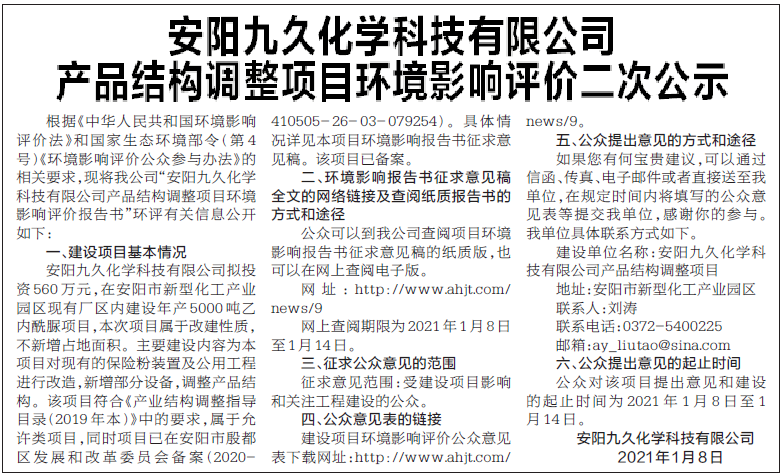 安阳九久化学科技有限公司
产品结构调整项目环境影响评价二次公示
根据《中华人民共和国环境影响
评价法》和国家生态环境部令(第4
号)《环境影响评价公众参与办法》的
相关要求,现将我公司“安阳九久化学
科技有限公司产品结构调整项目环境
影响评价报告书”环评有关信息公开
如下:
一、建设项目基本情况
安阳九久化学科技有限公司拟投
资560万元,在安阳市新型化工产业
园区现有厂区内建设年产5000吨乙
内酰脲项目,本次项目属于改建性质,
不新增占地面积。主要建设内容为本
项目对现有的保险粉装置及公用工程
进行改造,新增部分设备,调整产品结
构。该项目符合《产业结构调整指导
目录(2019年本)》中的要求,属于允
许类项目,同时项目已在安阳市殷都
区发展和改革委员会备案(2020-
410505-26-03-079254)。具体情
况详见本项目环境影响报告书征求意
见稿。该项目已备案。
二、环境影响报告书征求意见稿
全文的网络链接及查阅纸质报告书的
方式和途径
公众可以到我公司查阅项目环境
影响报告书征求意见稿的纸质版,也
可以在网上查阅电子版。
网址:http://www.ahjt.com/
news/9
网上查阅期限为2021年1月8日
至1月14日。
三、征求公众意见的范围
征求意见范围:受建设项目影响
和关注工程建设的公众。
四、公众意见表的链接
建设项目环境影响评价公众意见
表下载网址:http://www.ahjt.com/
news/9。
五、公众提出意见的方式和途径
如果您有何宝贵建议,可以通过
信函、传真、电子邮件或者直接送至我
单位,在规定时间内将填写的公众意
见表等提交我单位,感谢你的参与。
我单位具体联系方式如下。
建设单位名称:安阳九久化学科
技有限公司产品结构调整项目
地址:安阳市新型化工产业园区
联系人:刘涛
联系电话:0372-5400225
邮箱:ay_liutao@sina.com
六、公众提出意见的起止时间
公众对该项目提出意见和建议
的起止时间为2021年1月8日至1
月14日。
安阳九久化学科技有限公司
2021年1月8日